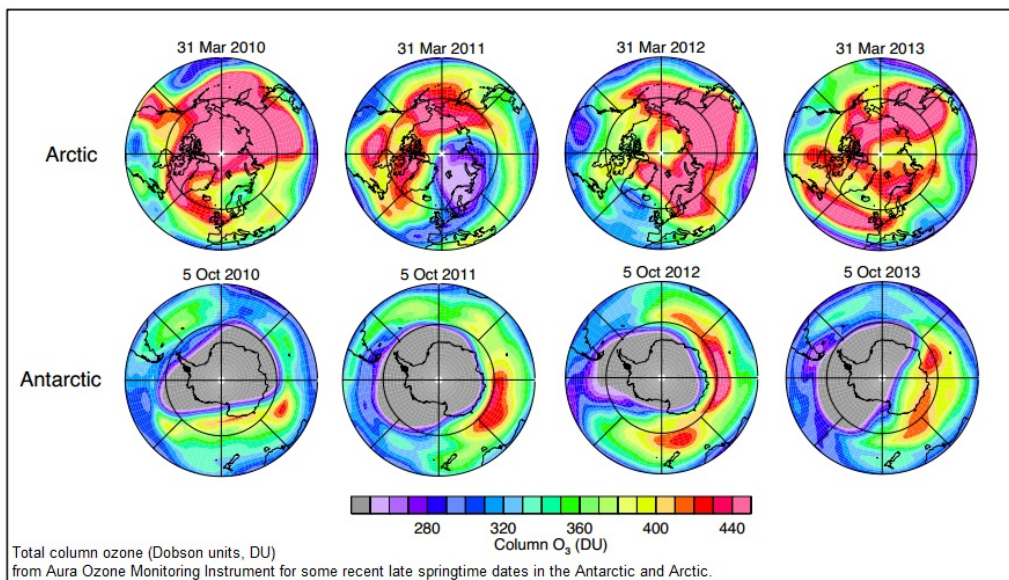 31 Mar 2010 31 Mar 2011 31 Mar 2012 31 Mar 2013
Arctic
5 Oct 2010 5 Oct 2011 5 Oct 2012 5 Oct 2013
Antarctic
280 320 360 400 440
Column O₃ (DU)
Total column ozone (Dobson units, DU)
from Aura Ozone Monitoring Instrument for some recent late springtime dates in the Antarctic and Arctic.